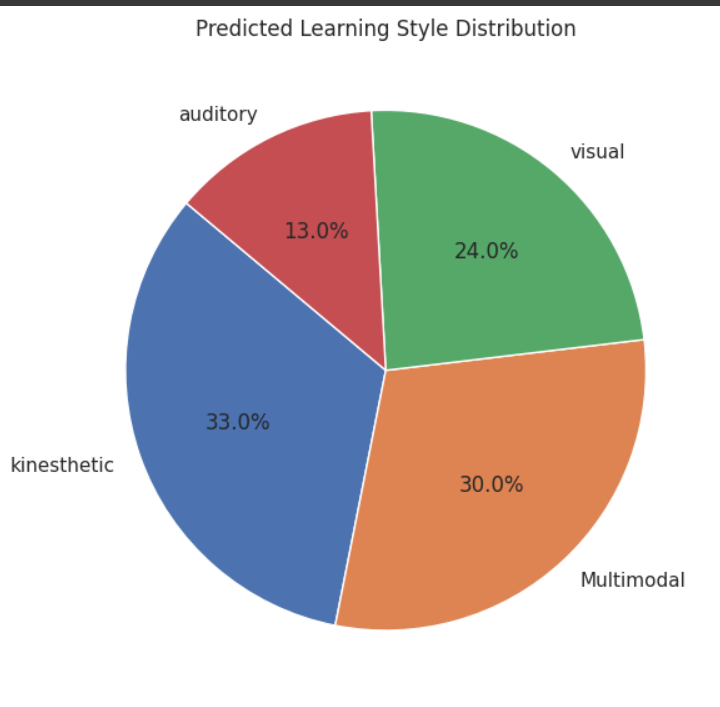 Predicted Learning Style Distribution
auditory
visual
13.0%
24.0%
33.0%
kinesthetic
30.0%
Multimodal